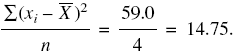 Σ(xᵢ − X̄)² / n = 59.0 / 4 = 14.75.